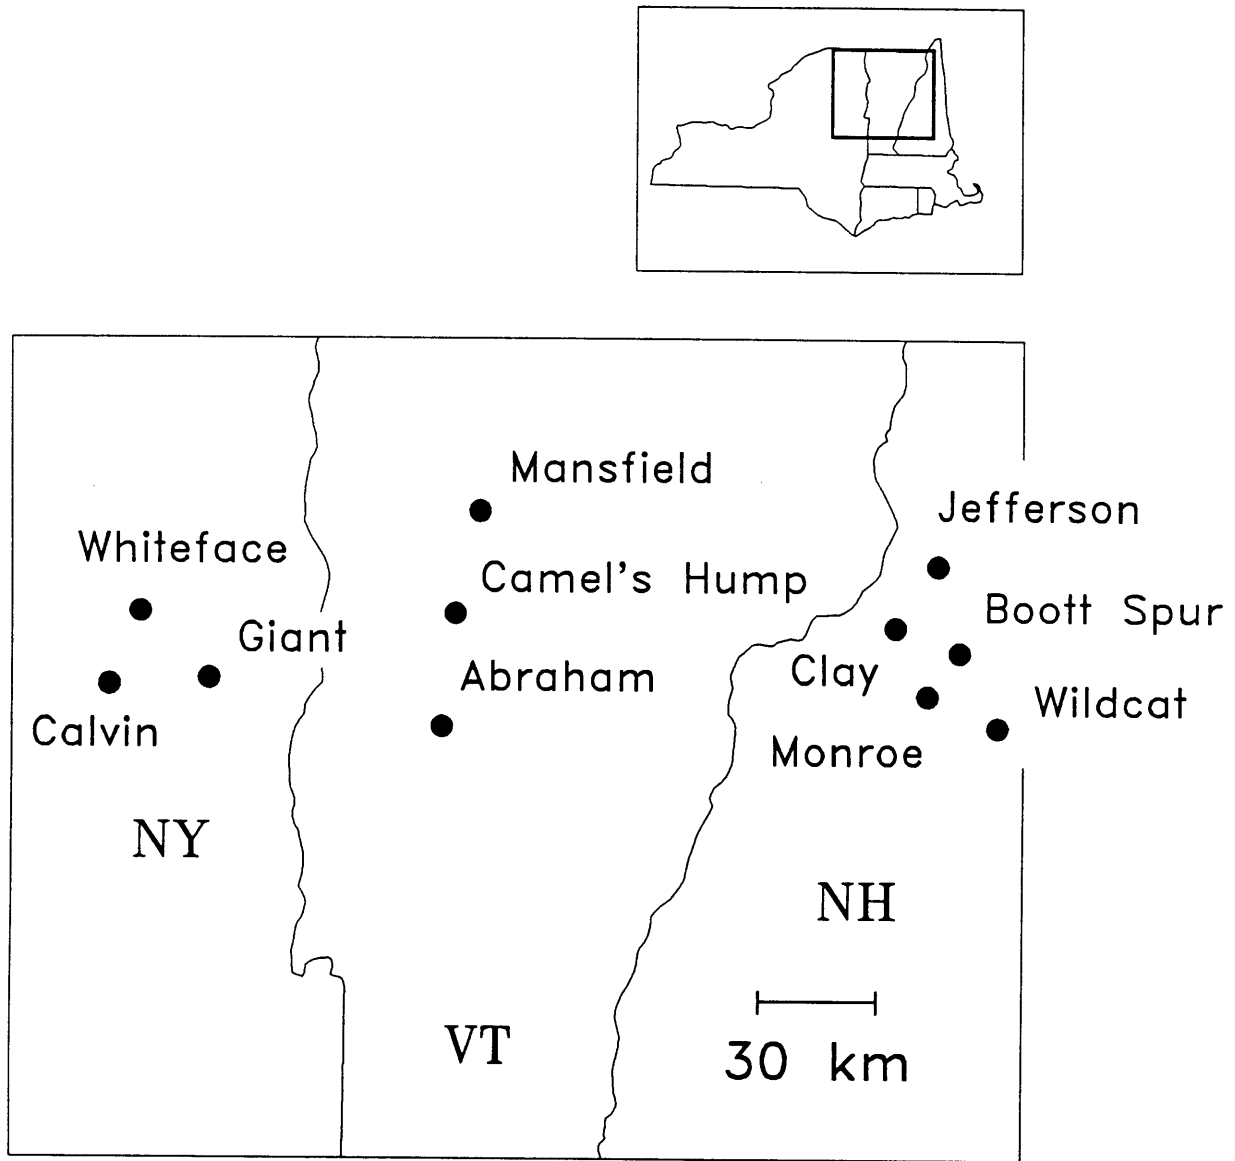 Mansfield
Jefferson
Whiteface
Camel's Hump
Boott Spur
Giant
Clay
Abraham
Wildcat
Calvin
Monroe
NY
NH
VT
30 km